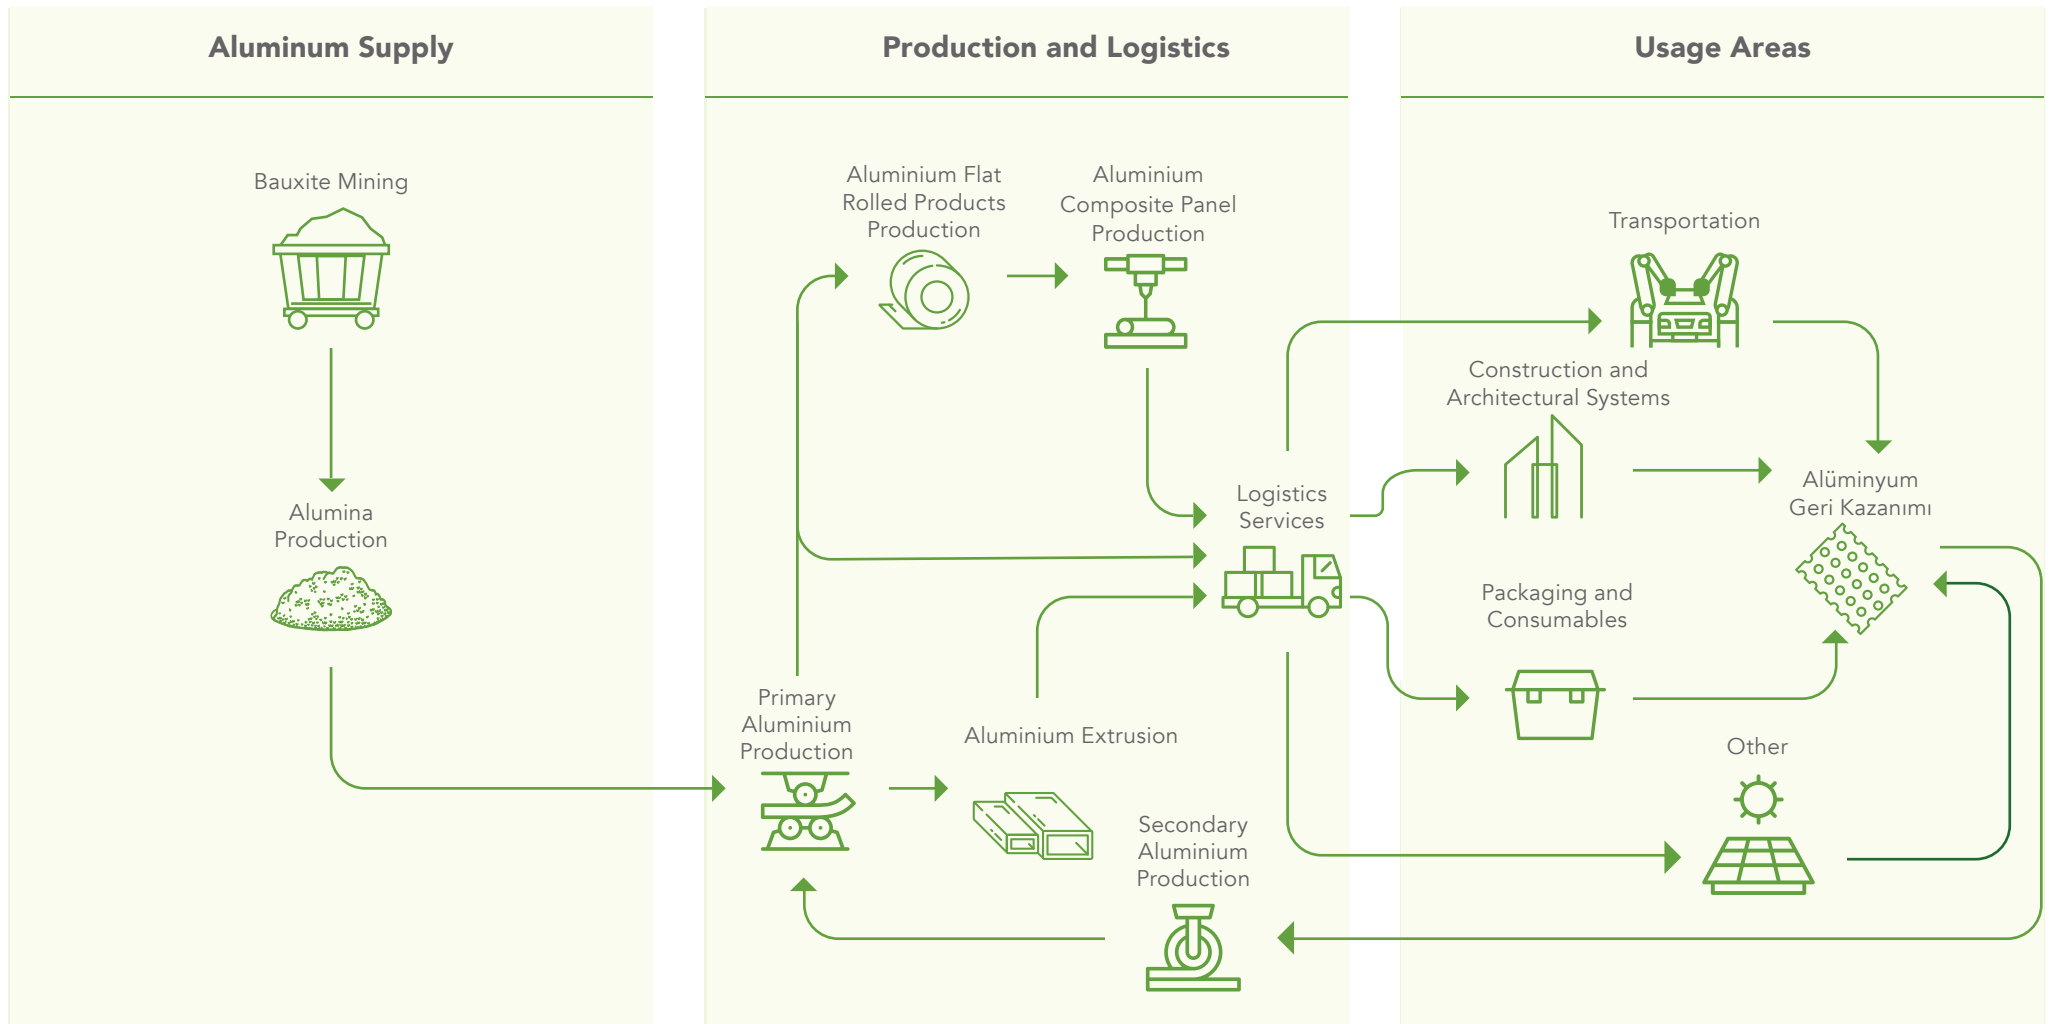 Aluminum Supply
Production and Logistics
Usage Areas
Bauxite Mining
Alumina
Production
Aluminium Flat
Rolled Products
Production
Aluminium
Composite Panel
Production
Logistics
Services
Primary
Aluminium
Production
Aluminium Extrusion
Secondary
Aluminium
Production
Transportation
Construction and
Architectural Systems
Alüminyum
Geri Kazanımı
Packaging and
Consumables
Other